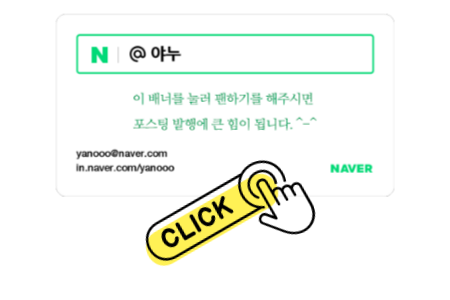 N | @ 야누
이 배너를 눌러 팬하기를 해주시면
포스팅 발행에 큰 힘이 됩니다. ^-^
yanooo@naver.com
in.naver.com/yanooo
NAVER
CLICK